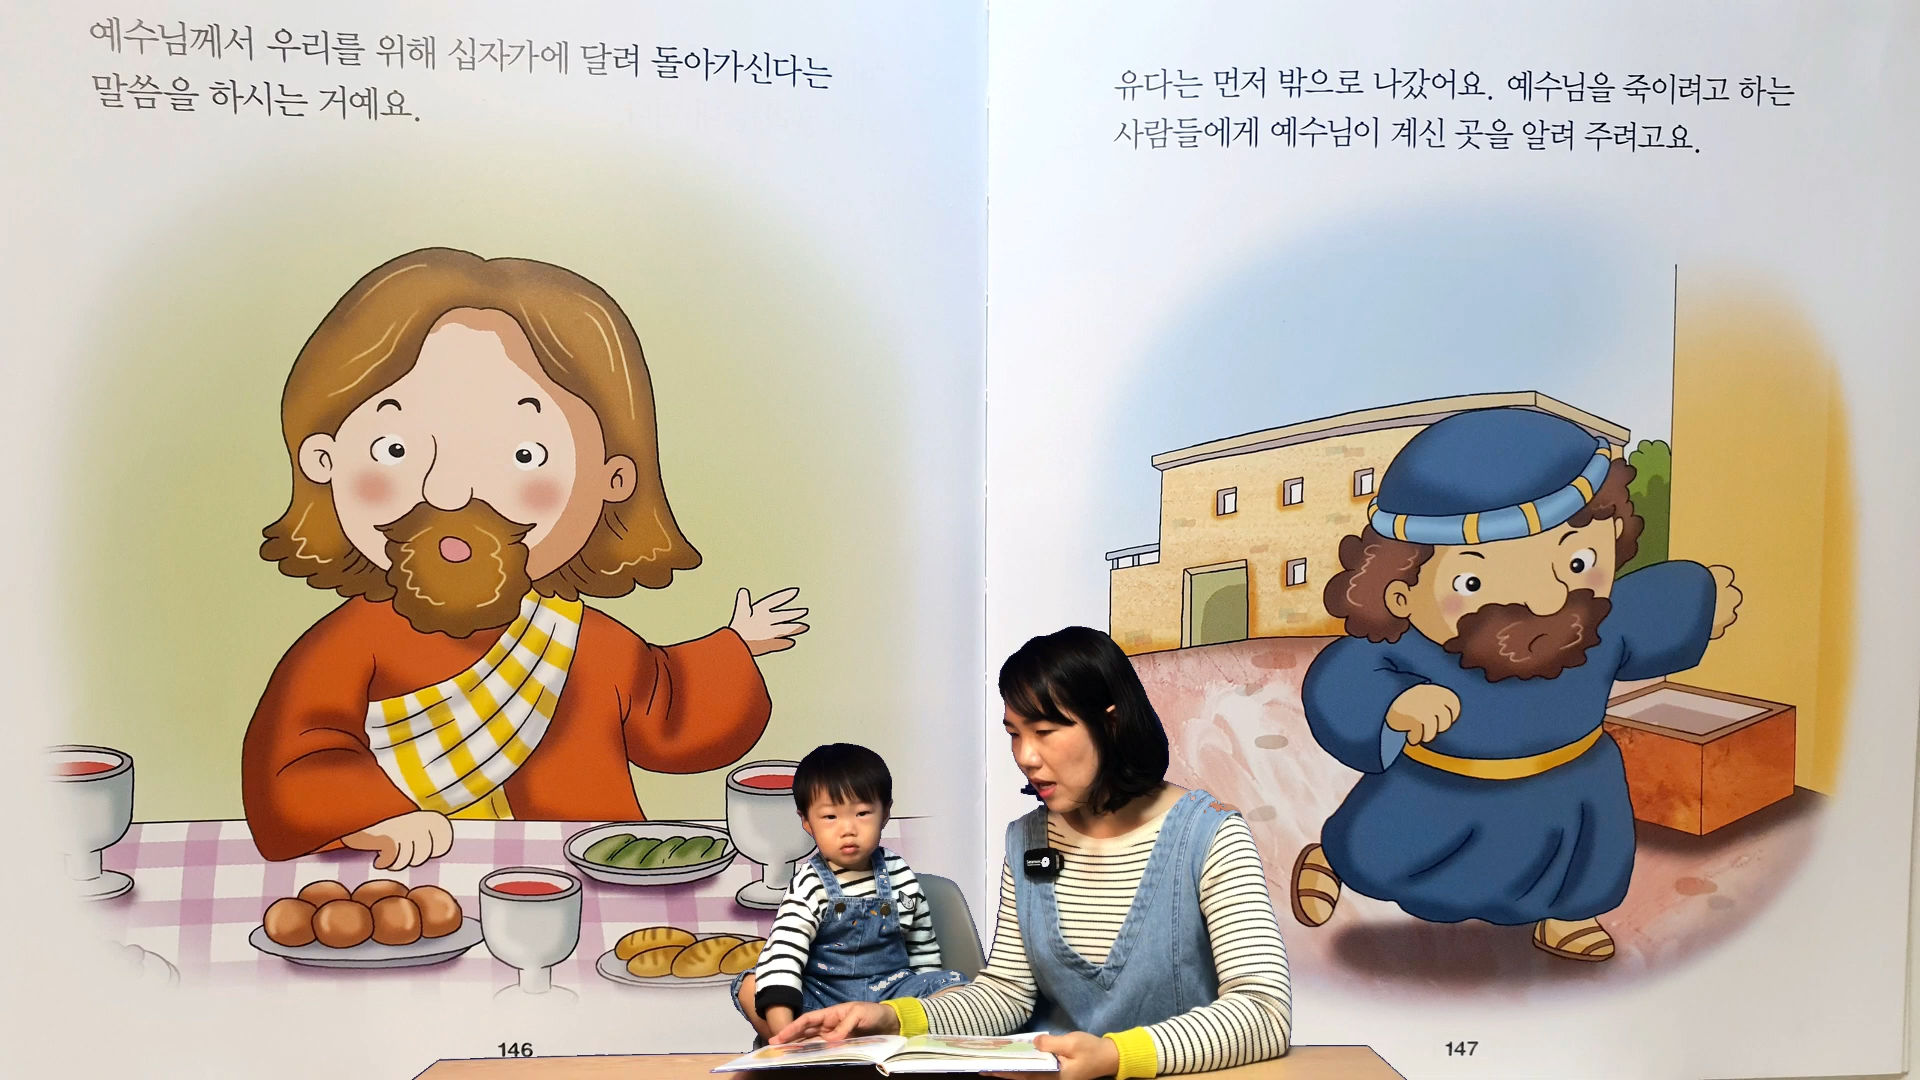 예수님께서 우리를 위해 십자가에 달려 돌아가신다는
말씀을 하시는 거예요.
146
유다는 먼저 밖으로 나갔어요. 예수님을 죽이려고 하는
사람들에게 예수님이 계신 곳을 알려 주려고요.
147